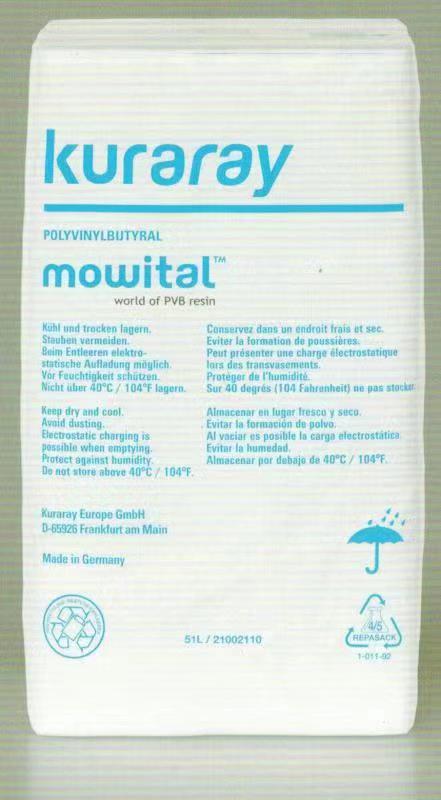 kuraray
POLYVINYLBUTYRAL
mowital™
world of PVB resin
Kühl und trocken lagern.
Stauben vermeiden.
Beim Entleeren elektro-
statische Aufladung möglich.
Vor Feuchtigkeit schützen.
Nicht über 40°C / 104°F lagern.
Conservez dans un endroit frais et sec.
Eviter la formation de poussières.
Peut présenter une charge électrostatique
lors des transvasements.
Protéger de l'humidité.
Sur 40 degrés (104 Fahrenheit) ne pas stocker
Keep dry and cool.
Avoid dusting.
Electrostatic charging is
possible when emptying.
Protect against humidity.
Do not store above 40°C / 104°F.
Almacenar en lugar fresco y seco.
Evitar la formación de polvo.
Al vaciar es posible la carga electrostática.
Evitar la humedad.
Almacenar por debajo de 40°C / 104°F.
Kuraray Europe GmbH
D-65926 Frankfurt am Main
Made in Germany
51L / 21002110
4/5
REPASACK
1-011-92